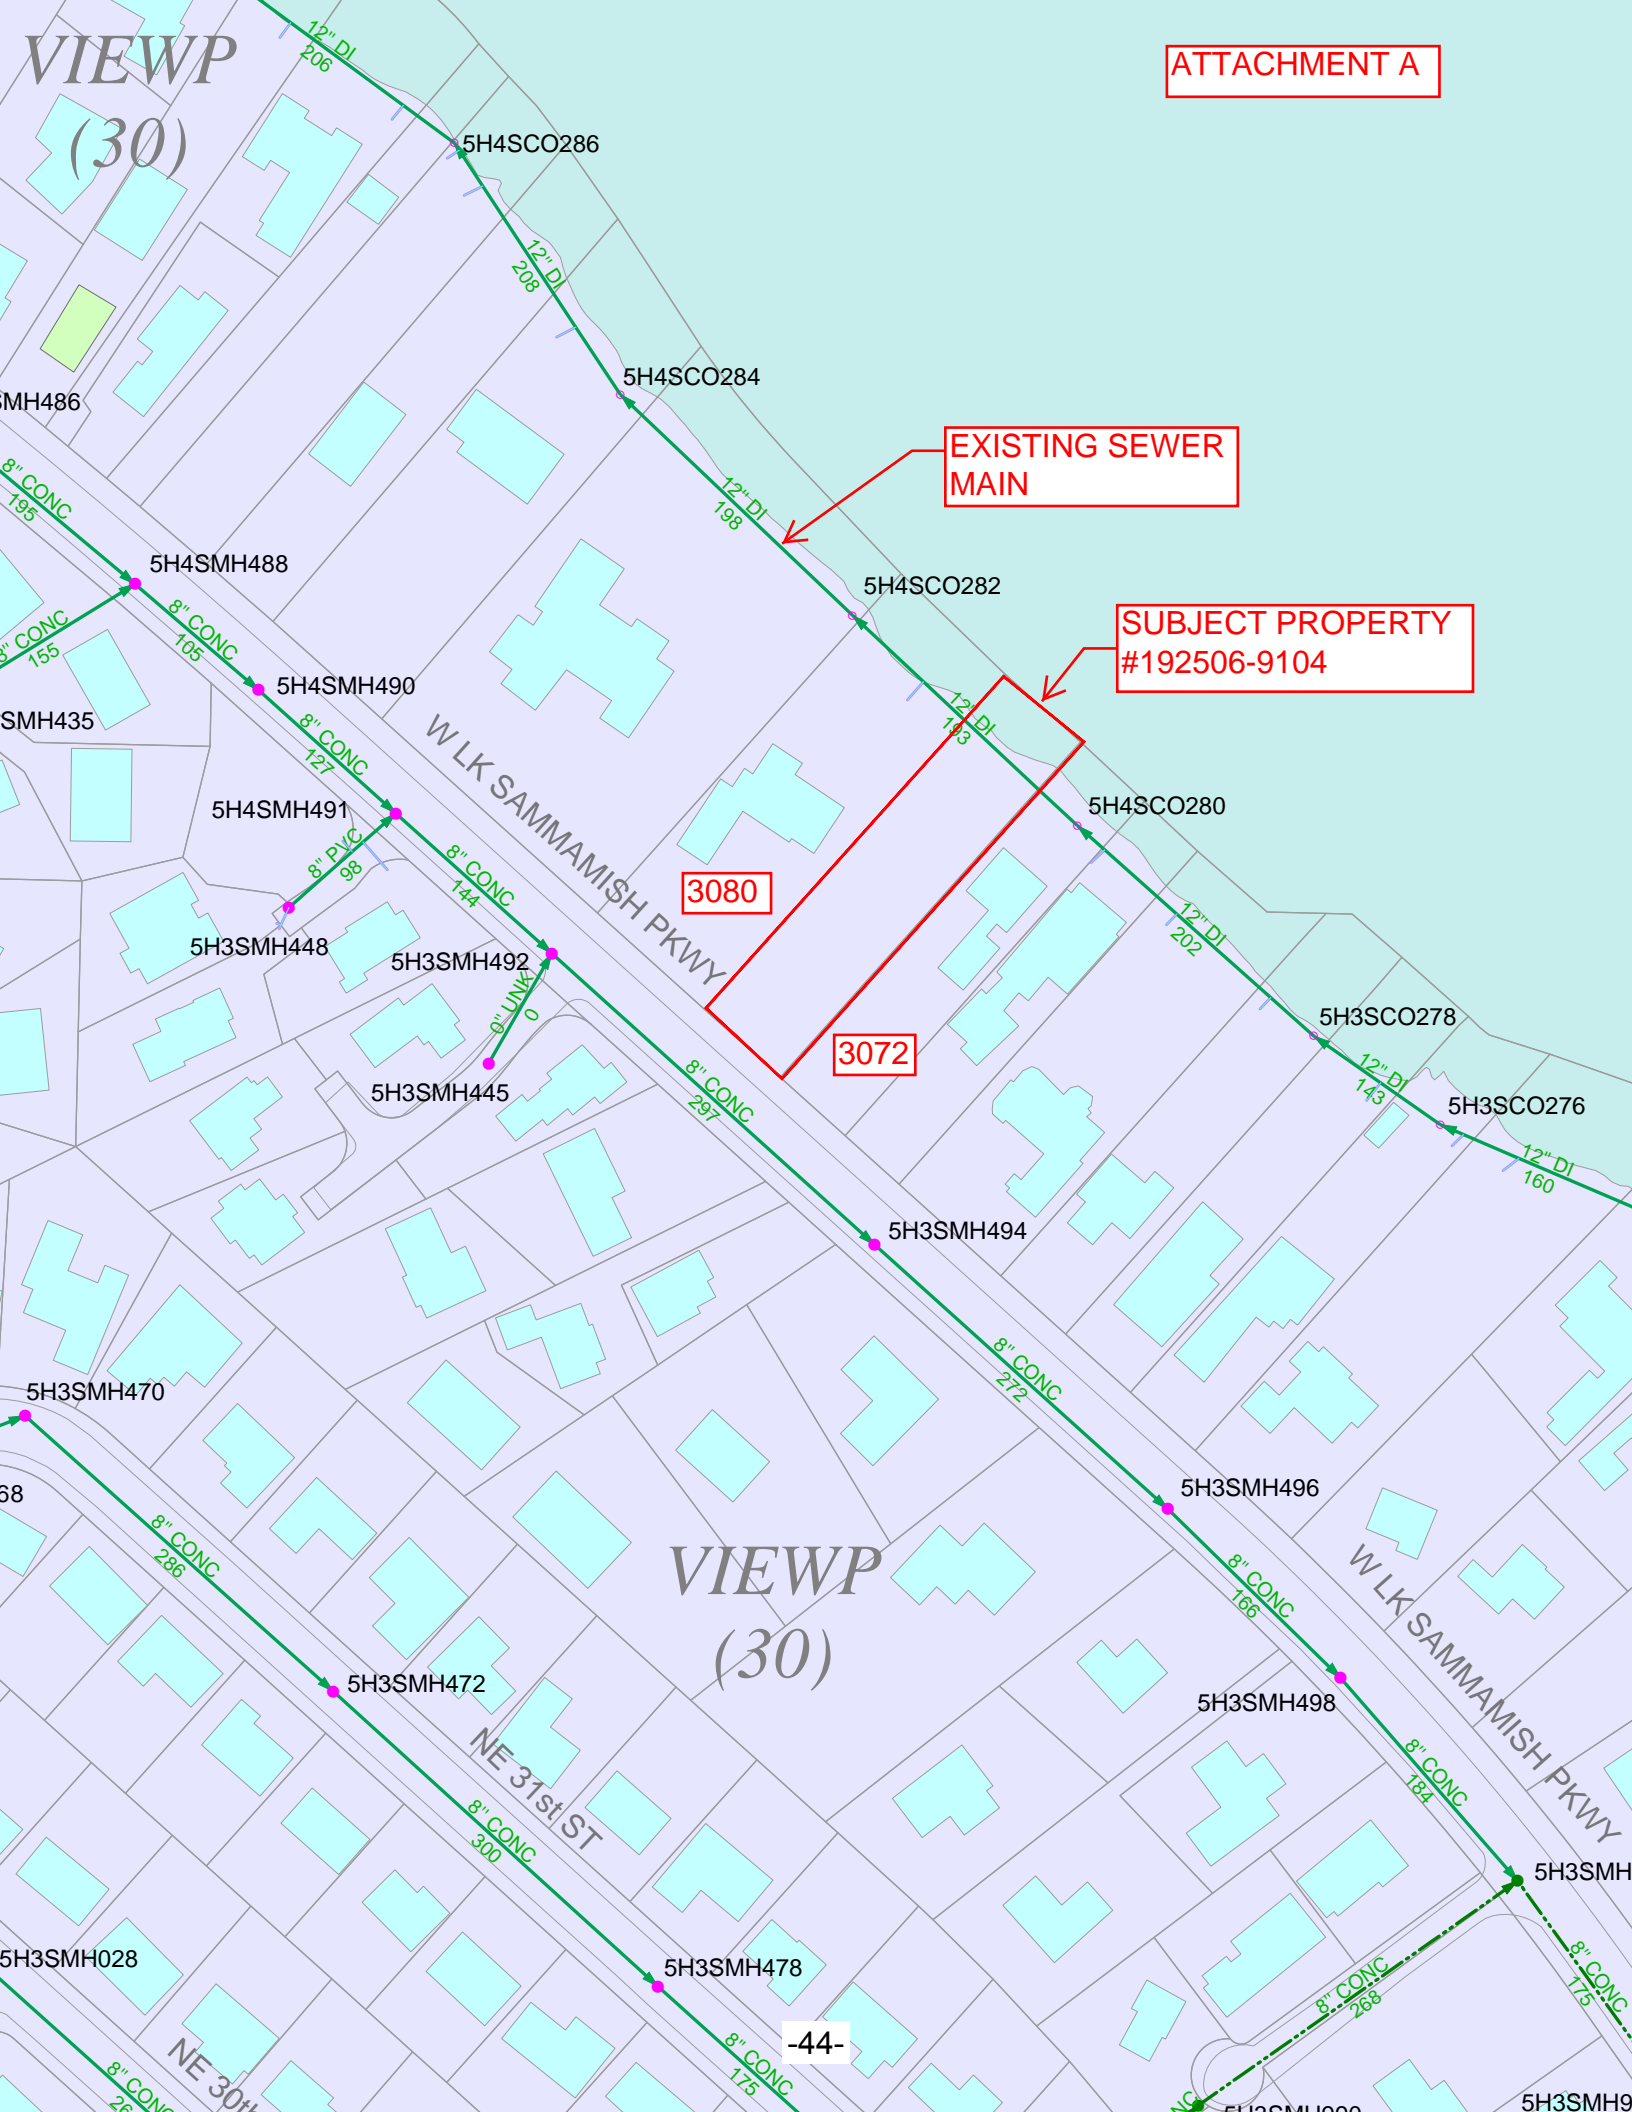 ATTACHMENT A
VIEWP
(30)
12" DI
206
5H4SCO286
12" DI
208
5H4SCO284
SMH486
EXISTING SEWER
MAIN
8" CONC
195
12" DI
198
5H4SMH488
5H4SCO282
8" CONC
155
8" CONC
105
SUBJECT PROPERTY
#192506-9104
5H4SMH490
SMH435
8" CONC
127
W LK SAMMAMISH PKWY
12" DI
193
5H4SMH491
5H4SCO280
8" PVC
98
8" CONC
144
3080
12" DI
202
5H3SMH448
5H3SMH492
0" UNK
0
5H3SCO278
3072
5H3SMH445
8" CONC
297
12" DI
143
5H3SCO276
12" DI
160
5H3SMH494
5H3SMH470
8" CONC
272
68
5H3SMH496
8" CONC
286
VIEWP
(30)
8" CONC
166
W LK SAMMAMISH PKWY
5H3SMH472
5H3SMH498
NE 31st ST
8" CONC
184
8" CONC
300
5H3SMH
5H3SMH028
5H3SMH478
8" CONC
268
8" CONC
175
-44-
NE 30th
8" CONC
26
8" CONC
175
5H3SMH9